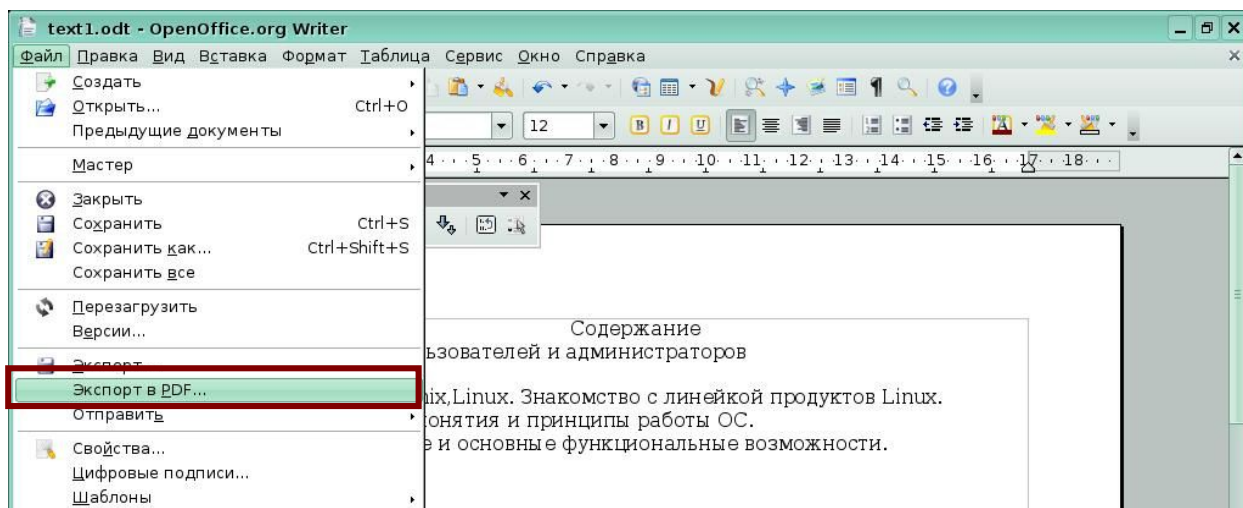 text1.odt - OpenOffice.org Writer
Файл Правка Вид Вставка Формат Таблица Сервис Окно Справка
Создать
Открыть... Ctrl+O
Предыдущие документы
12
Мастер
4 5 6 7 8 9 10 11 12 13 14 15 16 17 18
Закрыть
Сохранить Ctrl+S
Сохранить как... Ctrl+Shift+S
Сохранить все
Перезагрузить
Версии...
Содержание
ьзователей и администраторов
Экспорт
Экспорт в PDF...
ix,Linux. Знакомство с линейкой продуктов Linux.
Отправить
онятия и принципы работы ОС.
е и основные функциональные возможности.
Свойства...
Цифровые подписи...
Шаблоны